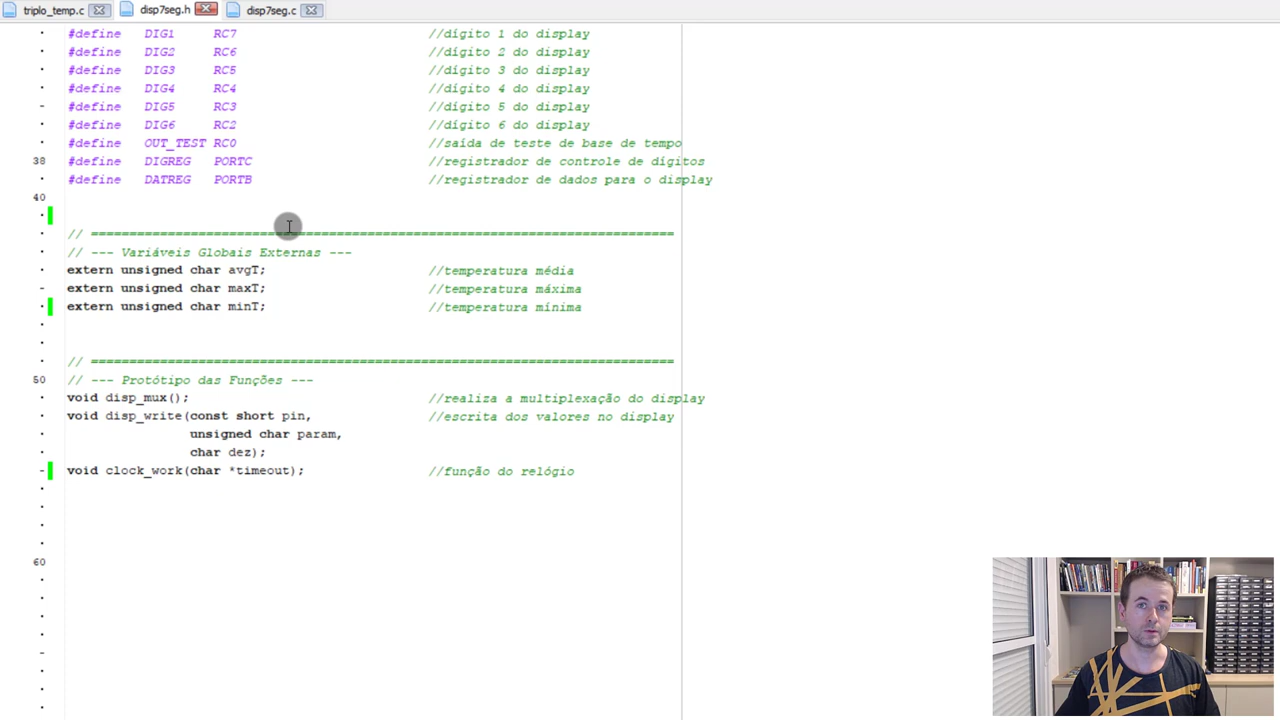 triplo_temp.c disp7seg.h disp7seg.c
#define DIG1 RC7 //dígito 1 do display
#define DIG2 RC6 //dígito 2 do display
#define DIG3 RC5 //dígito 3 do display
#define DIG4 RC4 //dígito 4 do display
#define DIG5 RC3 //dígito 5 do display
#define DIG6 RC2 //dígito 6 do display
#define OUT_TEST RC0 //saída de teste de base de tempo
38 #define DIGREG PORTC //registrador de controle de dígitos
#define DATREG PORTB //registrador de dados para o display
40
// ============================================================================
// --- Variáveis Globais Externas ---
extern unsigned char avgT; //temperatura média
extern unsigned char maxT; //temperatura máxima
extern unsigned char minT; //temperatura mínima
// ============================================================================
50 // --- Protótipo das Funções ---
void disp_mux(); //realiza a multiplexação do display
void disp_write(const short pin, //escrita dos valores no display
unsigned char param,
char dez);
void clock_work(char *timeout); //função do relógio
60